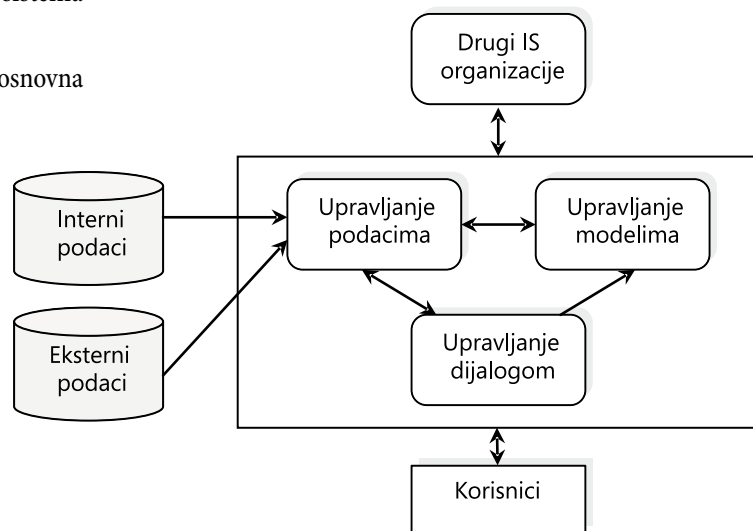 osnovna
Drugi IS
organizacije
Interni
podaci
Upravljanje
podacima
Upravljanje
modelima
Eksterni
podaci
Upravljanje
dijalogom
Korisnici